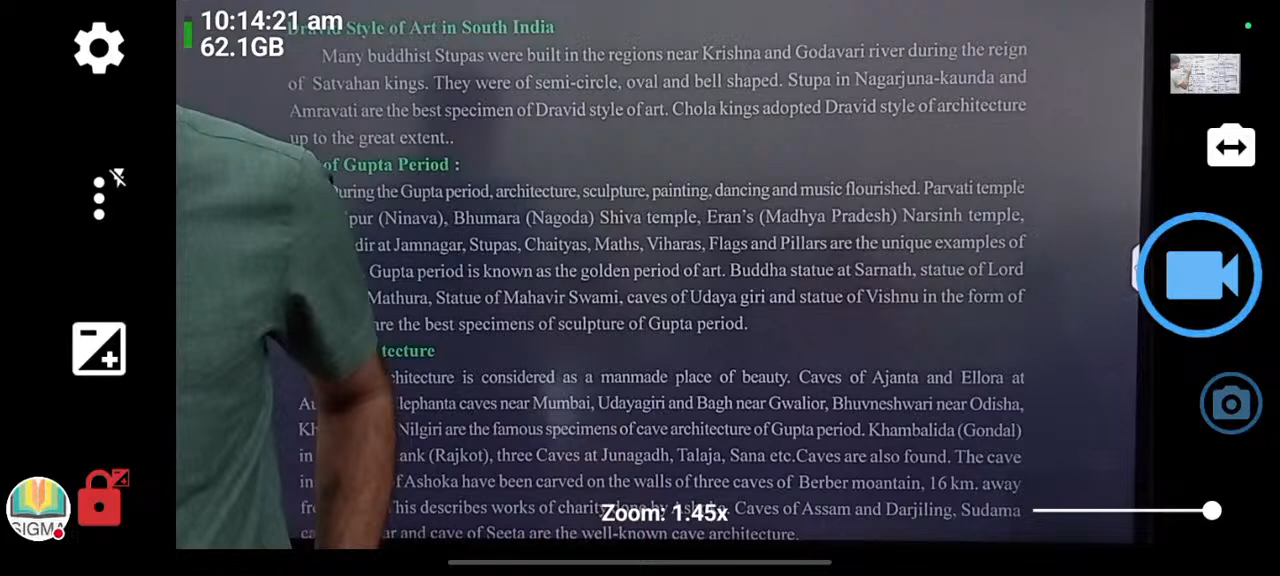 10:14:21 am
62.1GB
Dravid Style of Art in South India
Many buddhist Stupas were built in the regions near Krishna and Godavari river during the reign
of Satvahan kings. They were of semi-circle, oval and bell shaped. Stupa in Nagarjuna-kaunda and
Amravati are the best specimen of Dravid style of art. Chola kings adopted Dravid style of architecture
up to the great extent..
of Gupta Period :
uring the Gupta period, architecture, sculpture, painting, dancing and music flourished. Parvati temple
pur (Ninava), Bhumara (Nagoda) Shiva temple, Eran's (Madhya Pradesh) Narsinh temple,
dir at Jamnagar, Stupas, Chaityas, Maths, Viharas, Flags and Pillars are the unique examples of
Gupta period is known as the golden period of art. Buddha statue at Sarnath, statue of Lord
Mathura, Statue of Mahavir Swami, caves of Udaya giri and statue of Vishnu in the form of
are the best specimens of sculpture of Gupta period.
tecture
chitecture is considered as a manmade place of beauty. Caves of Ajanta and Ellora at
Au lephanta caves near Mumbai, Udayagiri and Bagh near Gwalior, Bhuvneshwari near Odisha,
Kh Nilgiri are the famous specimens of cave architecture of Gupta period. Khambalida (Gondal)
in ank (Rajkot), three Caves at Junagadh, Talaja, Sana etc.Caves are also found. The cave
in f Ashoka have been carved on the walls of three caves of Berber moantain, 16 km. away
fr his describes works of charity done by Caves of Assam and Darjiling, Sudama
ca ar and cave of Seeta are the well-known cave architecture.
Zoom: 1.45x
SIGMA